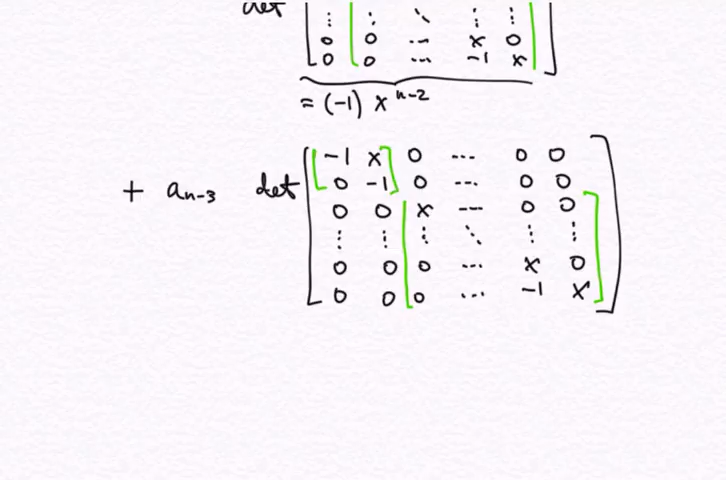 det
⋮ ⋮ ⋱ ⋮ ⋮
0 0 ... x 0
0 0 ... -1 x
= (-1) x^{n-2}
+ a_{n-3} det
-1 x 0 ... 0 0
0 -1 0 ... 0 0
0 0 x ... 0 0
⋮ ⋮ ⋮ ⋱ ⋮ ⋮
0 0 0 ... x 0
0 0 0 ... -1 x